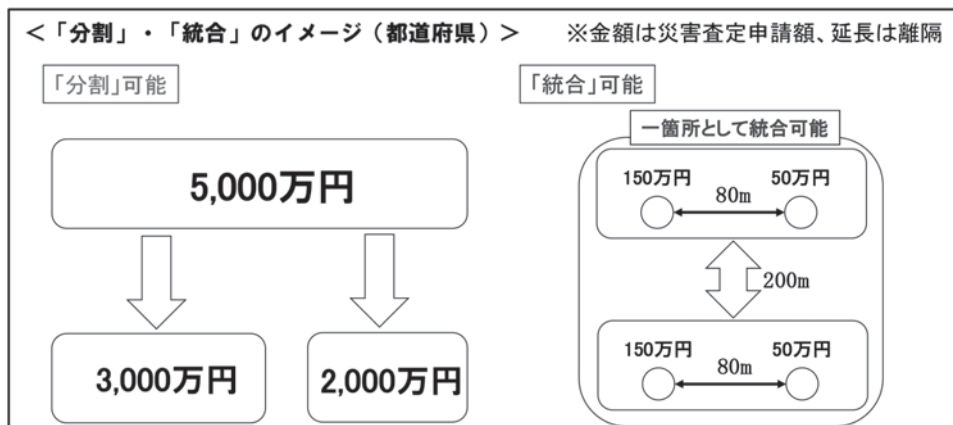 ＜「分割」・「統合」のイメージ（都道府県）＞　※金額は災害査定申請額、延長は離隔
「分割」可能
5,000万円
3,000万円
2,000万円
「統合」可能
一箇所として統合可能
150万円
50万円
80m
200m
150万円
50万円
80m